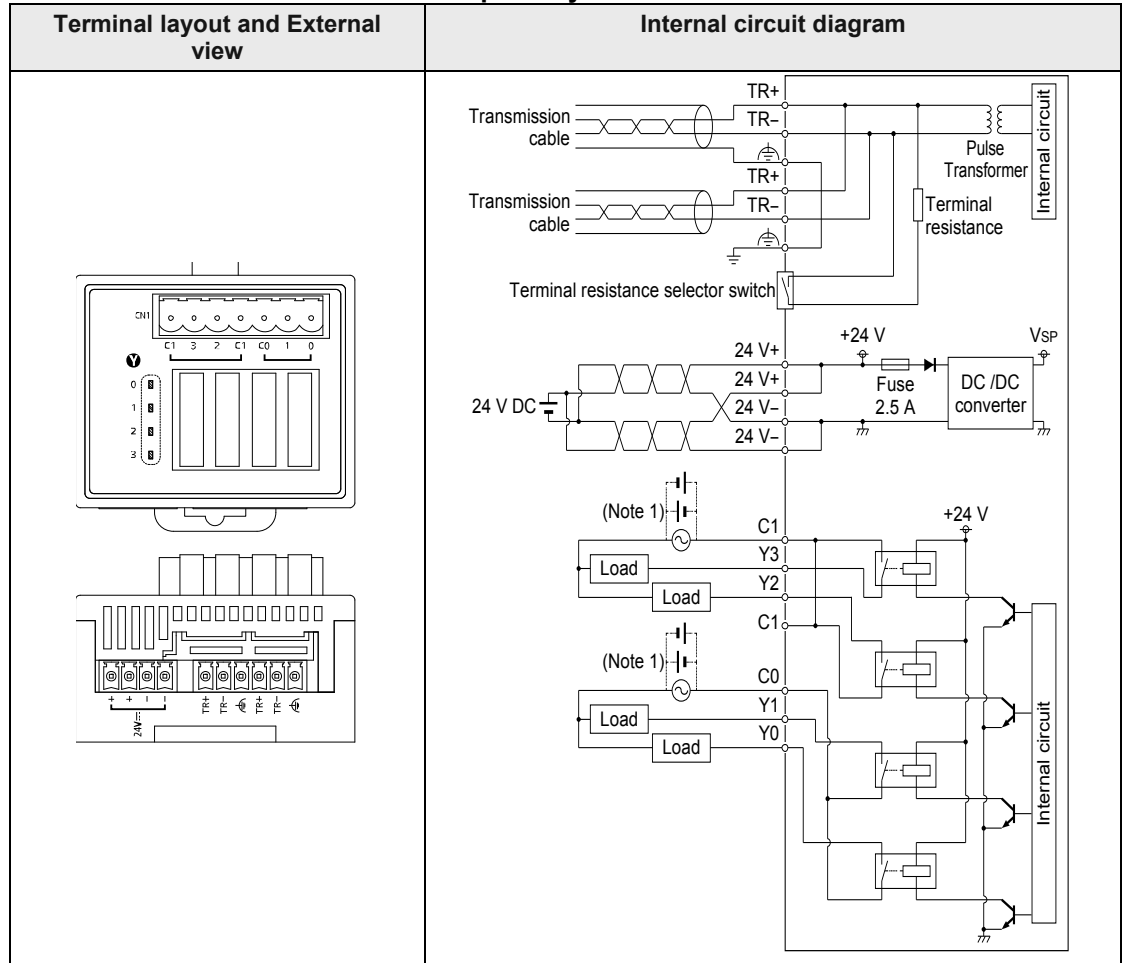 Terminal layout and External
view
Internal circuit diagram
CN1
C1 3 2 C1 C0 1 0
Y
0
1
2
3
+ + − −
24V
TR+ TR− TR+ TR−
Transmission
cable
TR+
TR−
Transmission
cable
TR+
TR−
Pulse
Transformer
Internal circuit
Terminal
resistance
Terminal resistance selector switch
24 V DC
24 V+
24 V+
24 V−
24 V−
+24 V
Fuse
2.5 A
DC /DC
converter
VSP
(Note 1)
C1
Y3
Load
Y2
Load
C1
+24 V
(Note 1)
C0
Y1
Load
Y0
Load
Internal circuit